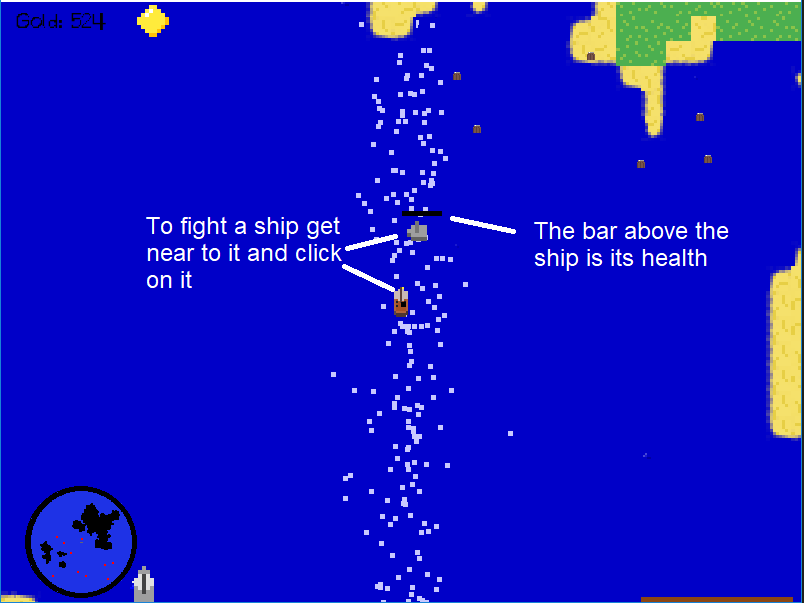 Gold: 524
To fight a ship get
near to it and click
on it
The bar above the
ship is its health